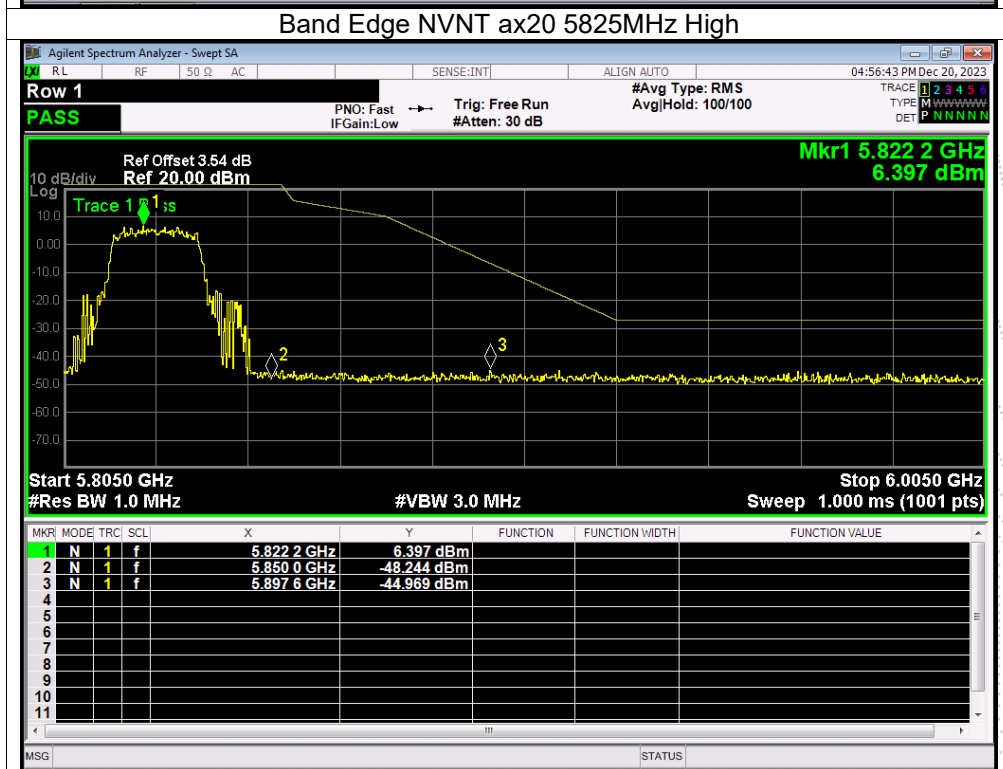 Band Edge NVNT ax20 5825MHz High
Agilent Spectrum Analyzer - Swept SA
LXI RL RF 50 Ω AC SENSE:INT ALIGN AUTO 04:56:43 PM Dec 20, 2023
Row 1 #Avg Type: RMS TRACE 1 2 3 4 5 6
PNO: Fast Trig: Free Run Avg|Hold: 100/100 TYPE M WWWWW
PASS IFGain:Low #Atten: 30 dB DET P N N N N N
Mkr1 5.822 2 GHz
Ref Offset 3.54 dB
10 dB/div Ref 20.00 dBm 6.397 dBm
Log
Trace 1 Pass
1
10.0
0.00
-10.0
-20.0
-30.0
-40.0
2
3
-50.0
-60.0
-70.0
Start 5.8050 GHz Stop 6.0050 GHz
#Res BW 1.0 MHz #VBW 3.0 MHz Sweep 1.000 ms (1001 pts)
MKR MODE TRC SCL X Y FUNCTION FUNCTION WIDTH FUNCTION VALUE
1 N 1 f 5.822 2 GHz 6.397 dBm
2 N 1 f 5.850 0 GHz -48.244 dBm
3 N 1 f 5.897 6 GHz -44.969 dBm
4
5
6
7
8
9
10
11
MSG STATUS